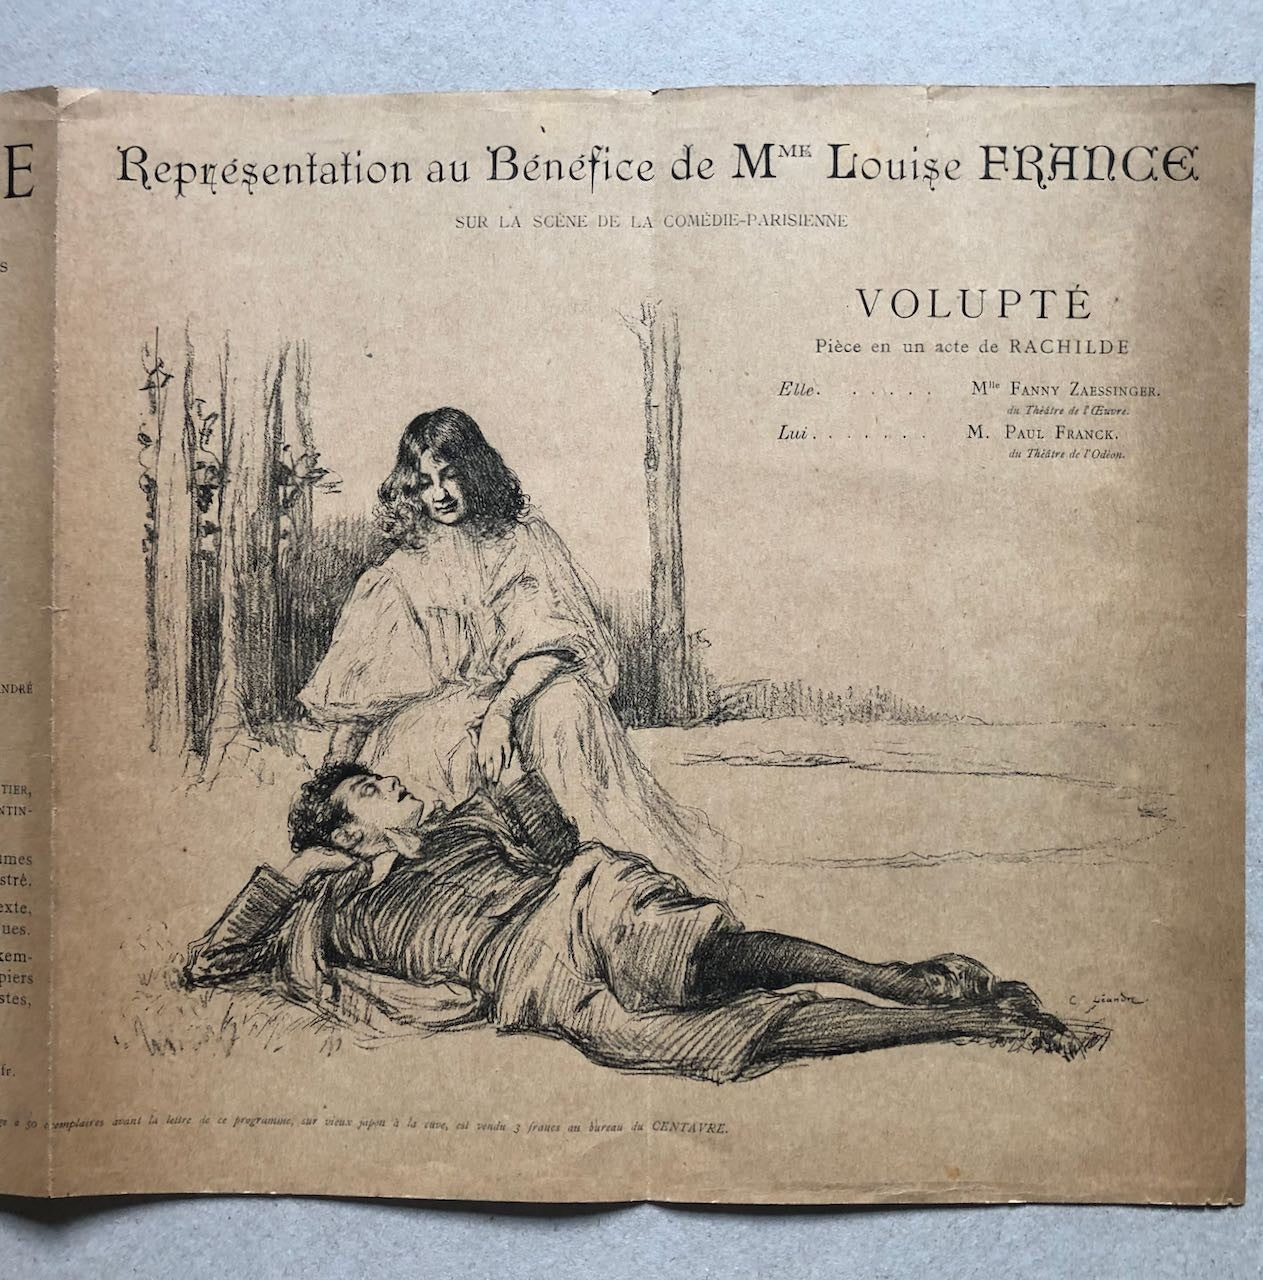 E
Représentation au Bénéfice de MME Louise FRANCE
SUR LA SCÈNE DE LA COMÉDIE-PARISIENNE
S
VOLUPTÉ
Pièce en un acte de RACHILDE
Elle. . . . . . Mlle FANNY ZAESSINGER.
du Théâtre de l'Œuvre.
Lui . . . . . . . M. PAUL FRANCK.
du Théâtre de l'Odéon.
NDRÉ
TIER,
NTIN-
umes
stré.
exte,
ues.
xem-
piers
stes,
fr.
C Léandre.
ge à 50 exemplaires avant la lettre de ce programme, sur vieux japon à la cuve, est vendu 3 francs au bureau du CENTAVRE.